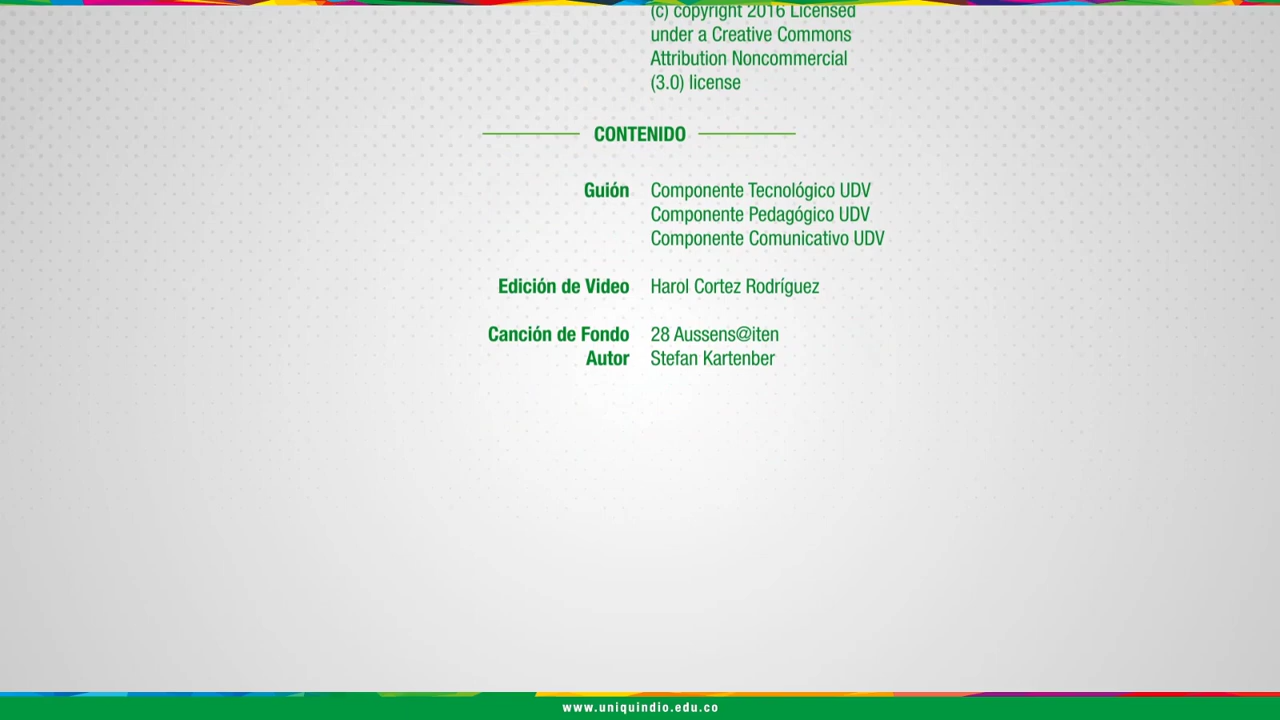 (c) copyright 2016 Licensed
under a Creative Commons
Attribution Noncommercial
(3.0) license
CONTENIDO
Guión Componente Tecnológico UDV
Componente Pedagógico UDV
Componente Comunicativo UDV
Edición de Video Harol Cortez Rodríguez
Canción de Fondo 28 Aussens@iten
Autor Stefan Kartenber
www.uniquindio.edu.co